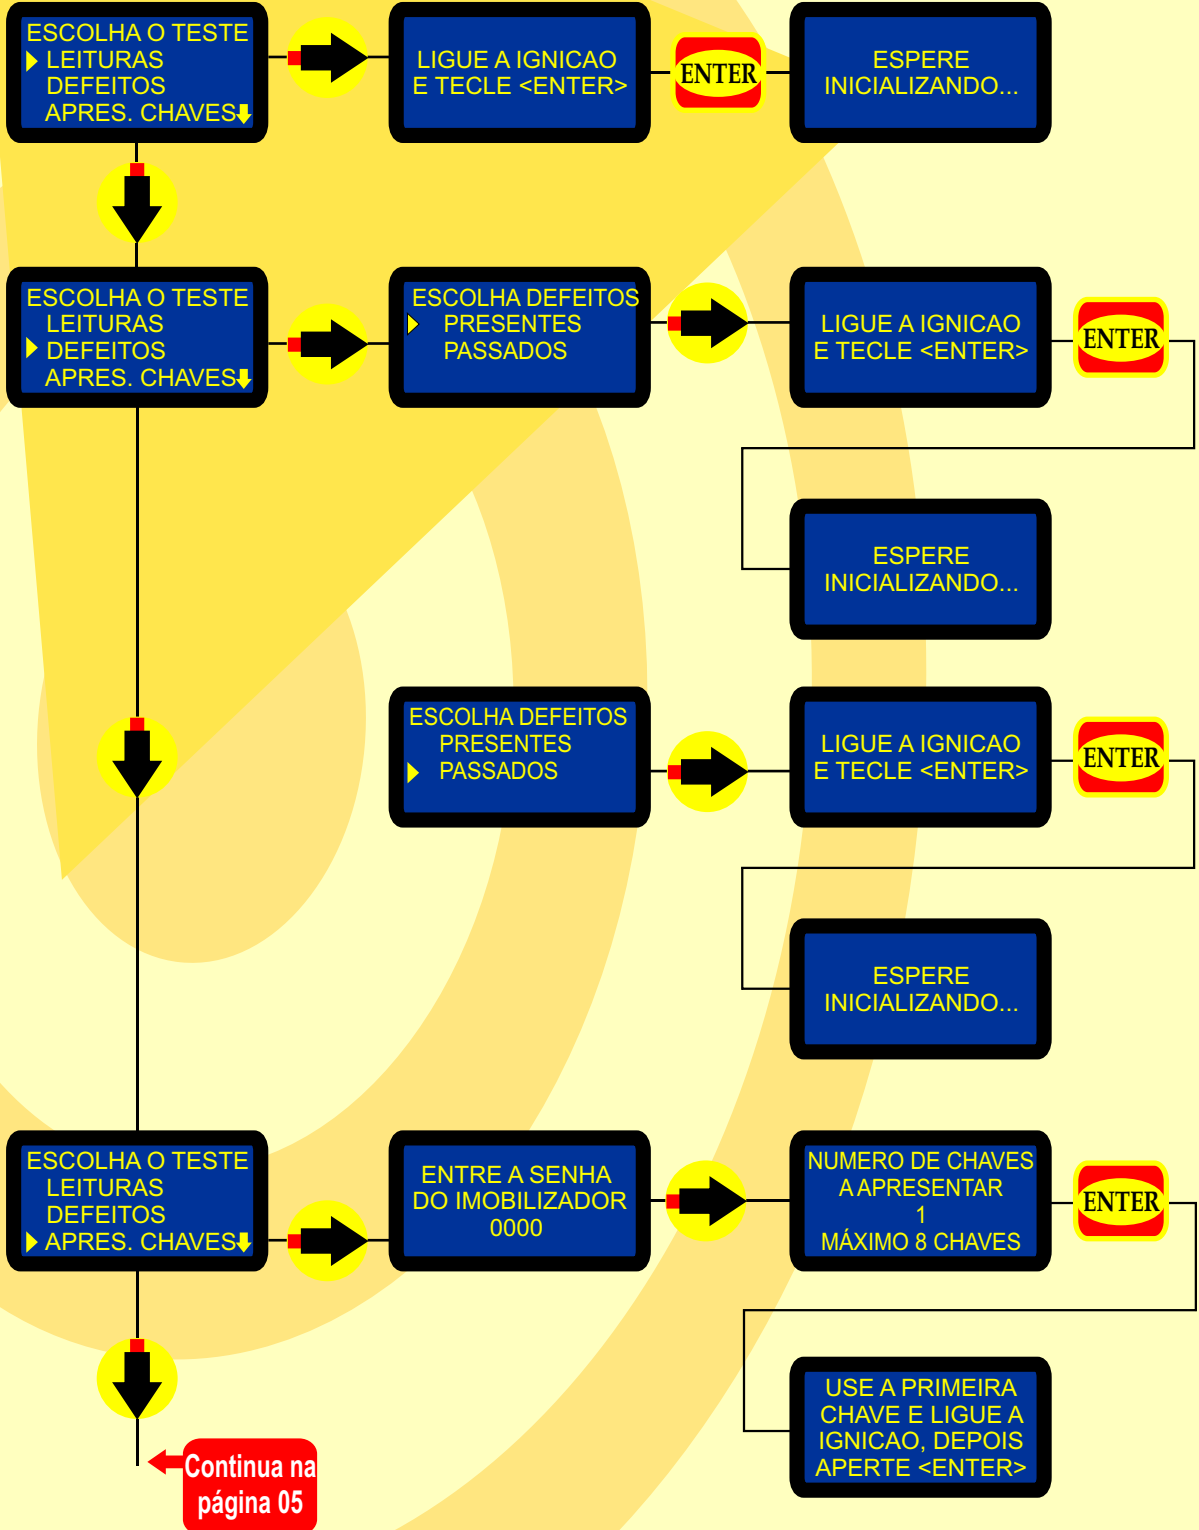 ESCOLHA O TESTE
LEITURAS
DEFEITOS
APRES. CHAVES
LIGUE A IGNICAO
E TECLE <ENTER>
ENTER
ESPERE
INICIALIZANDO...
ESCOLHA O TESTE
LEITURAS
DEFEITOS
APRES. CHAVES
ESCOLHA DEFEITOS
PRESENTES
PASSADOS
LIGUE A IGNICAO
E TECLE <ENTER>
ENTER
ESPERE
INICIALIZANDO...
ESCOLHA DEFEITOS
PRESENTES
PASSADOS
LIGUE A IGNICAO
E TECLE <ENTER>
ENTER
ESPERE
INICIALIZANDO...
ESCOLHA O TESTE
LEITURAS
DEFEITOS
APRES. CHAVES
ENTRE A SENHA
DO IMOBILIZADOR
0000
NUMERO DE CHAVES
A APRESENTAR
1
MÁXIMO 8 CHAVES
ENTER
USE A PRIMEIRA
CHAVE E LIGUE A
IGNICAO, DEPOIS
APERTE <ENTER>
Continua na
página 05